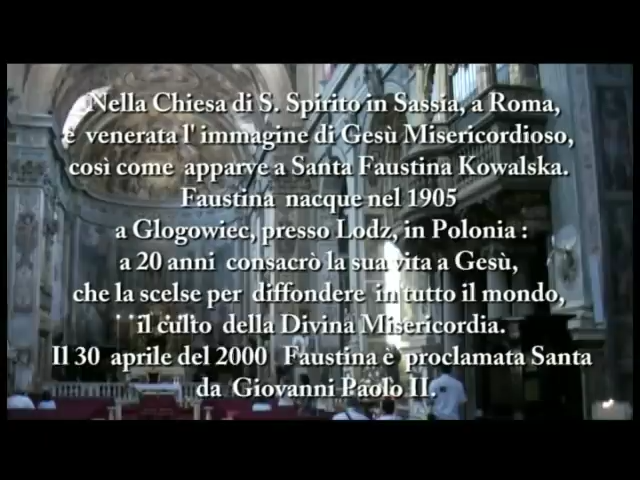 Nella Chiesa di S. Spirito in Sassia, a Roma,
è venerata l' immagine di Gesù Misericordioso,
così come apparve a Santa Faustina Kowalska.
Faustina nacque nel 1905
a Glogowiec, presso Lodz, in Polonia :
a 20 anni consacrò la sua vita a Gesù,
che la scelse per diffondere in tutto il mondo,
il culto della Divina Misericordia.
Il 30 aprile del 2000 Faustina è proclamata Santa
da Giovanni Paolo II.